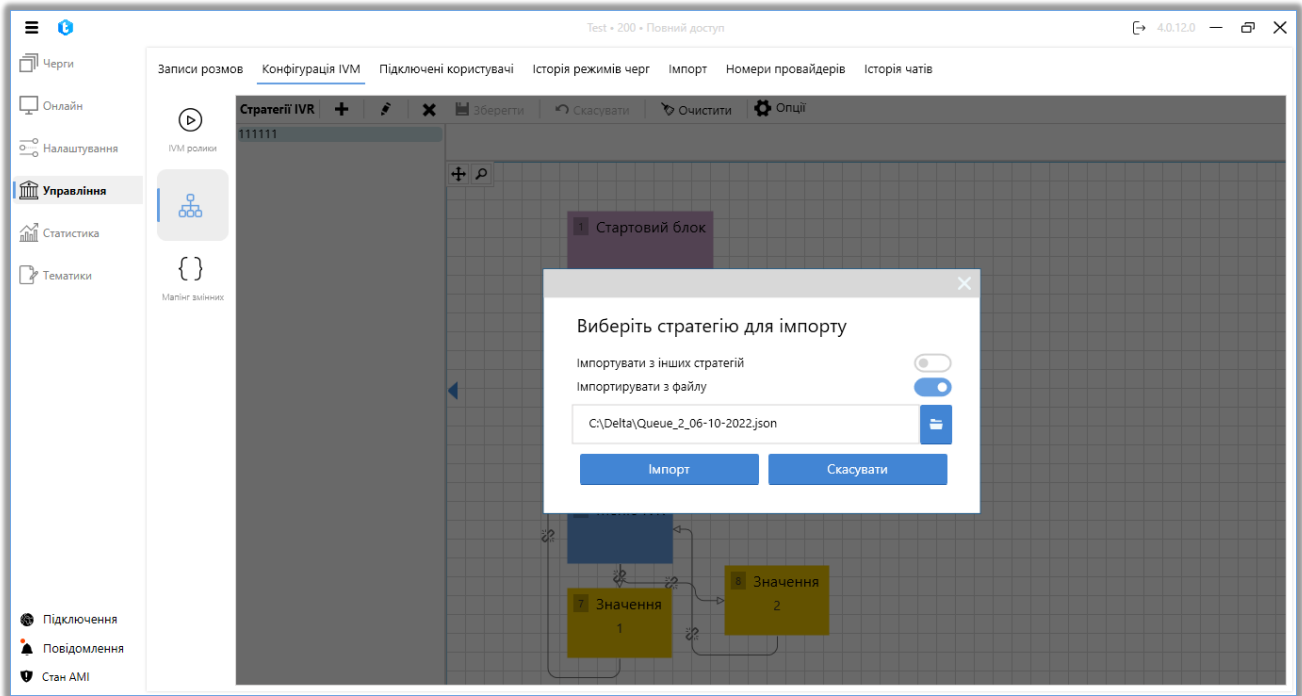 Test • 200 • Повний доступ
4.0.12.0
Черги
Онлайн
Налаштування
Управління
Статистика
Тематики
Підключення
Повідомлення
Стан AMI
Записи розмов Конфігурація IVM Підключені користувачі Історія режимів черг Імпорт Номери провайдерів Історія чатів
IVM ролики
Мапінг змінних
Стратегії IVR Зберегти Скасувати Очистити Опції
111111
1 Стартовий блок
Виберіть стратегію для імпорту
Імпортувати з інших стратегій
Імпортирувати з файлу
C:\Delta\Queue_2_06-10-2022.json
Імпорт Скасувати
7 Значення
1
8 Значення
2